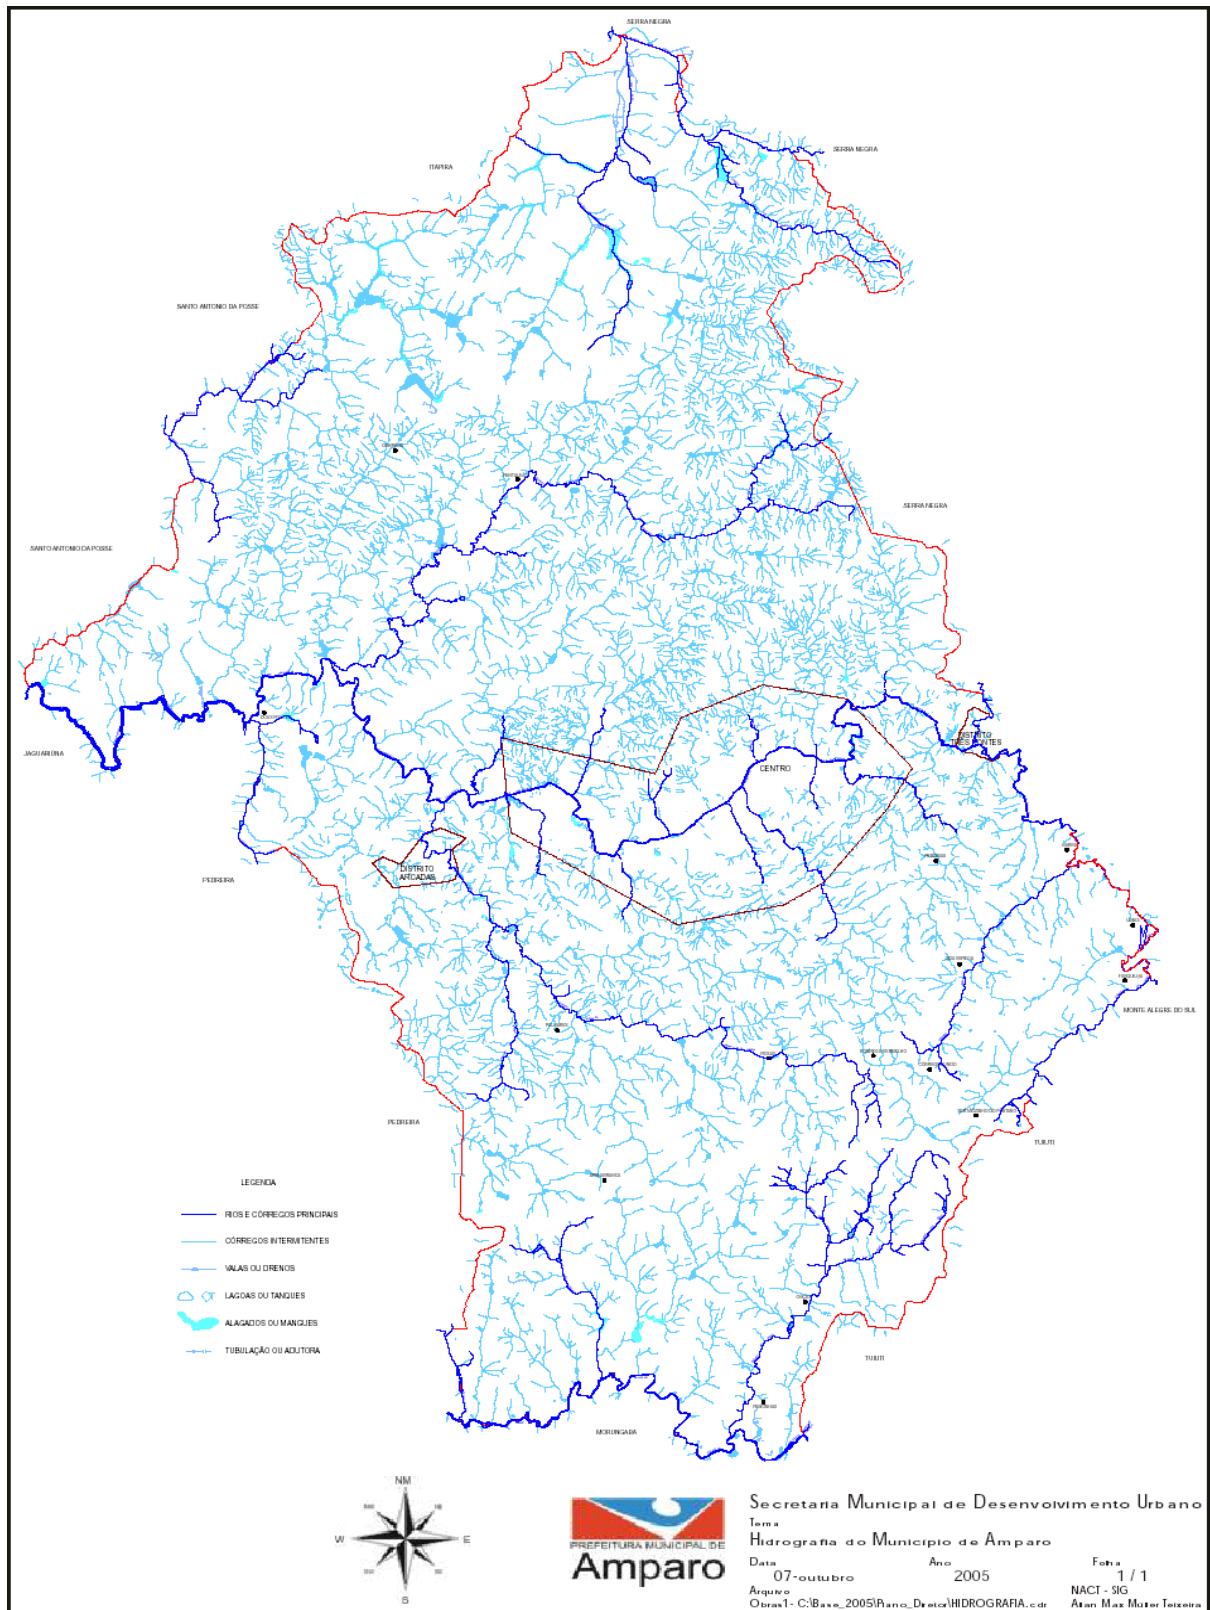 SERRA NEGRA
SERRA NEGRA
ITAPIRA
SANTO ANTONIO DA POSSE
SERRA NEGRA
SANTO ANTONIO DA POSSE
JAGUARIÚNA
DISTRITO
TRÊS PONTES
CENTRO
DISTRITO
ARCADAS
PEDREIRA
MONTE ALEGRE DO SUL
PEDREIRA
TUIUTI
LEGENDA
RIOS E CÓRREGOS PRINCIPAIS
CÓRREGOS INTERMITENTES
VALAS OU DRENOS
LAGOAS OU TANQUES
ALAGADOS OU MANGUES
TUBULAÇÃO OU ADUTORA
TUIUTI
MORUNGABA
NM
W
E
S
PREFEITURA MUNICIPAL DE
Amparo
Secretaria Municipal de Desenvolvimento Urbano
Tema
Hidrografia do Município de Amparo
Data
Ano
Folha
07-outubro
2005
1 / 1
Arquivo
NACT - SIG
Obras1- C:\Base_2005\Plano_Diretor\HIDROGRAFIA.cdr
Allan Max Müller Teixeira